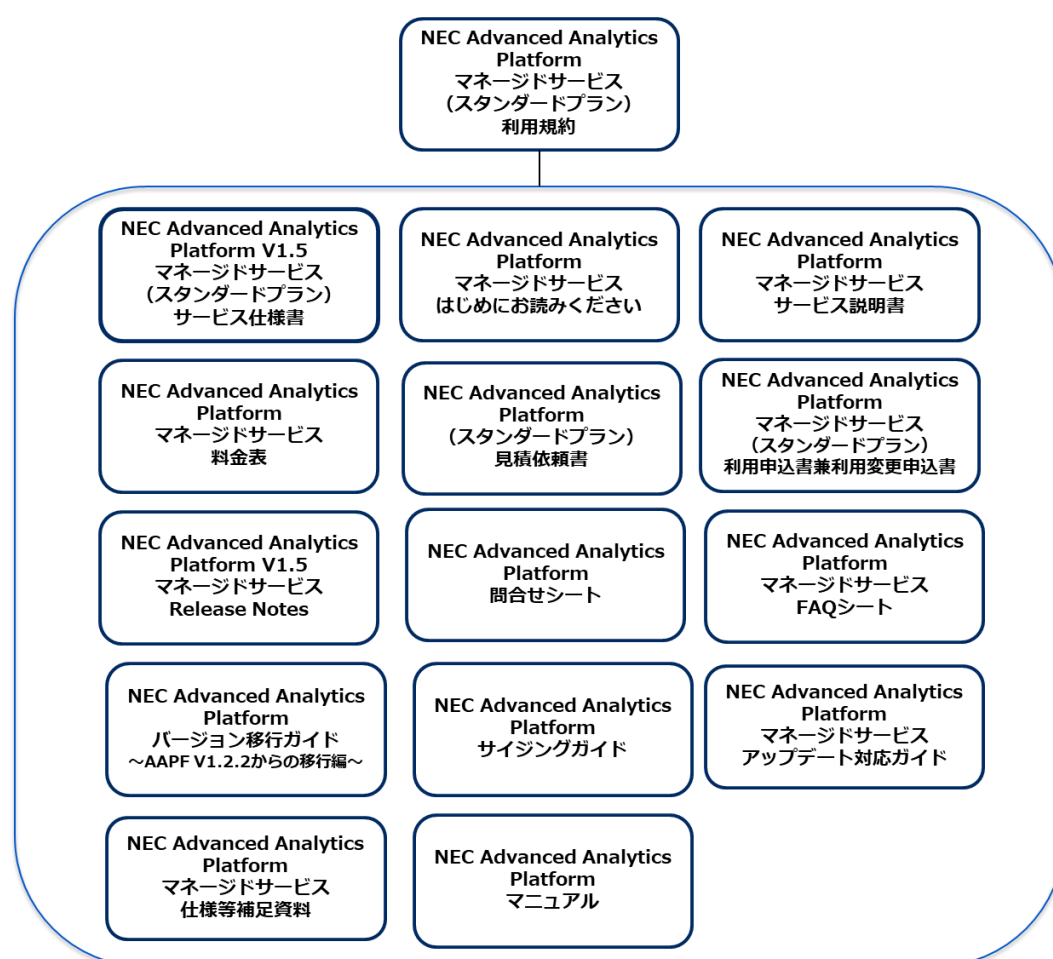 NEC Advanced Analytics
Platform
マネージドサービス
（スタンダードプラン）
利用規約
NEC Advanced Analytics
Platform V1.5
マネージドサービス
（スタンダードプラン）
サービス仕様書
NEC Advanced Analytics
Platform
マネージドサービス
はじめにお読みください
NEC Advanced Analytics
Platform
マネージドサービス
サービス説明書
NEC Advanced Analytics
Platform
マネージドサービス
料金表
NEC Advanced Analytics
Platform
（スタンダードプラン）
見積依頼書
NEC Advanced Analytics
Platform
マネージドサービス
（スタンダードプラン）
利用申込書兼利用変更申込書
NEC Advanced Analytics
Platform V1.5
マネージドサービス
Release Notes
NEC Advanced Analytics
Platform
問合せシート
NEC Advanced Analytics
Platform
マネージドサービス
FAQシート
NEC Advanced Analytics
Platform
バージョン移行ガイド
～AAPF V1.2.2からの移行編～
NEC Advanced Analytics
Platform
サイジングガイド
NEC Advanced Analytics
Platform
マネージドサービス
アップデート対応ガイド
NEC Advanced Analytics
Platform
マネージドサービス
仕様等補足資料
NEC Advanced Analytics
Platform
マニュアル